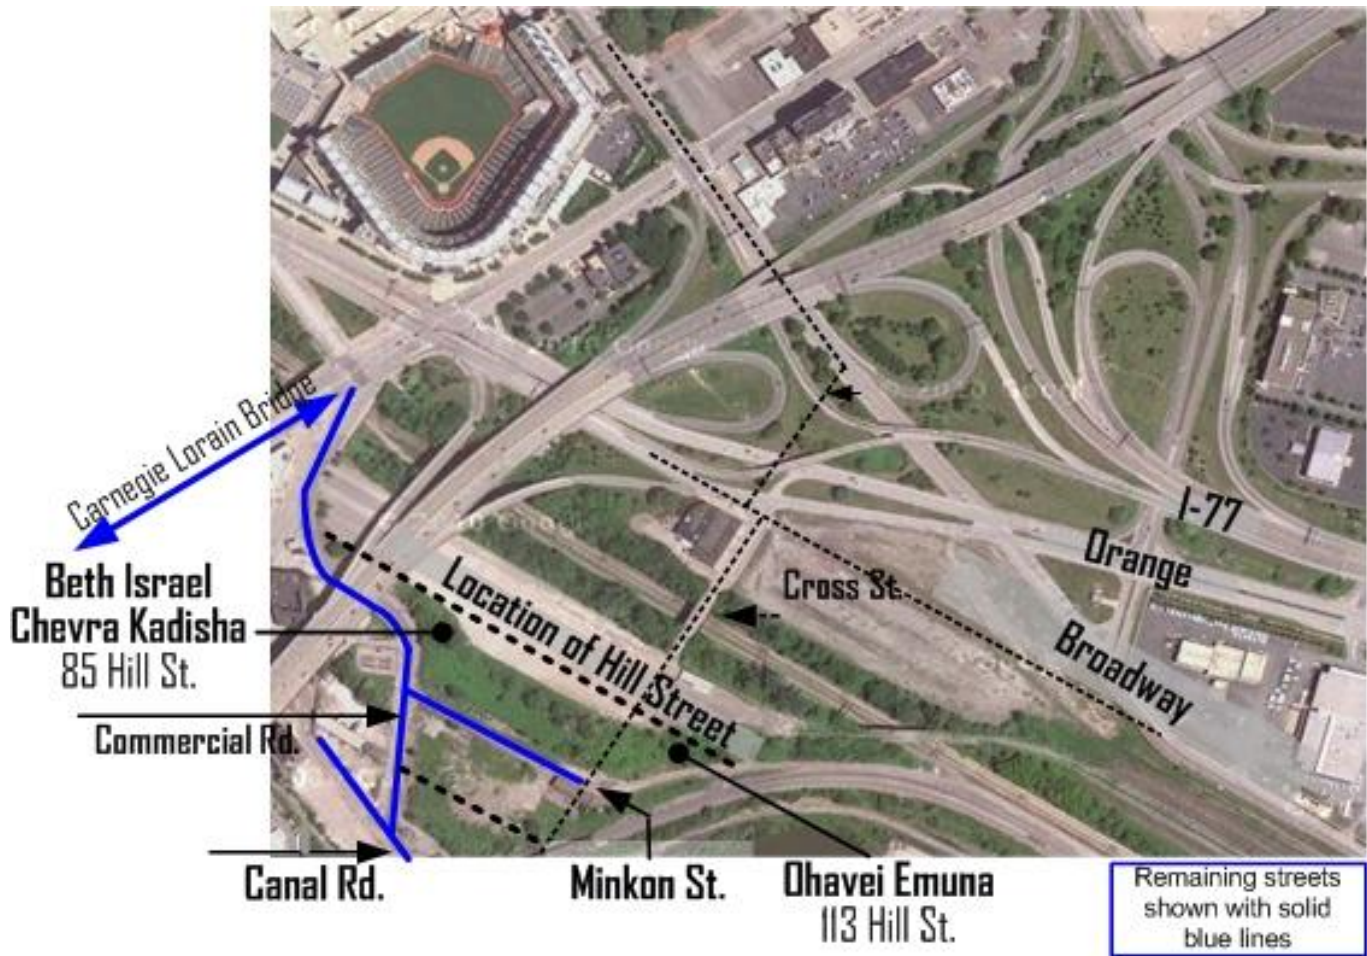 Carnegie Lorain Bridge
Beth Israel
Chevra Kadisha
85 Hill St.
Location of Hill Street
Cross St.
I-77
Orange
Broadway
Commercial Rd.
Canal Rd.
Minkon St.
Ohavei Emuna
113 Hill St.
Remaining streets
shown with solid
blue lines